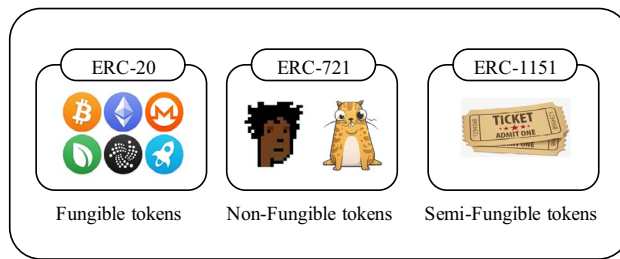 ERC-20
ERC-721
ERC-1151
TICKET
ADMIT ONE
Fungible tokens
Non-Fungible tokens
Semi-Fungible tokens